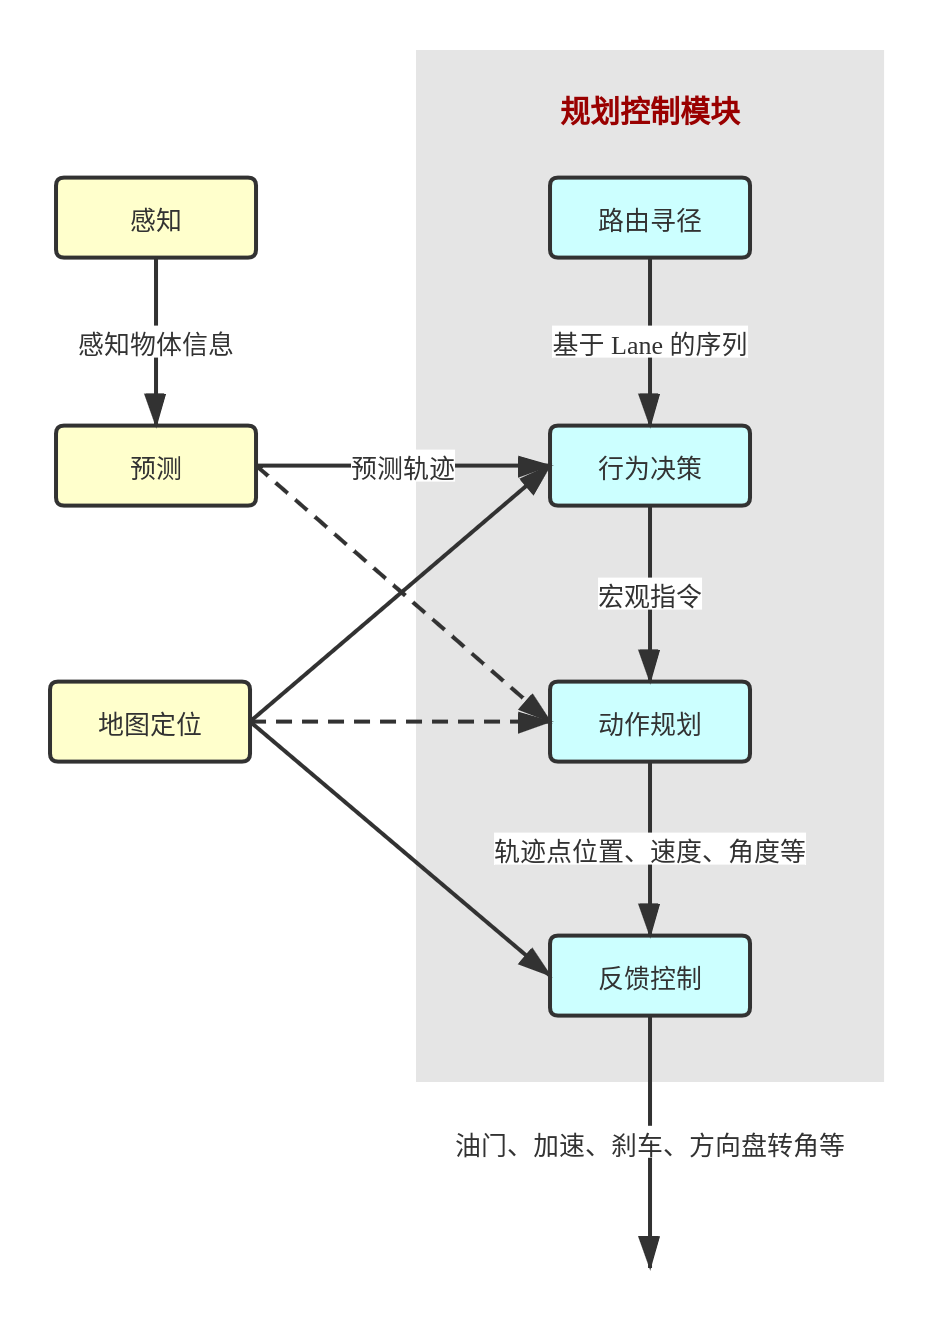 规划控制模块
感知
路由寻径
感知物体信息
基于 Lane 的序列
预测
预测轨迹
行为决策
宏观指令
地图定位
动作规划
轨迹点位置、速度、角度等
反馈控制
油门、加速、刹车、方向盘转角等